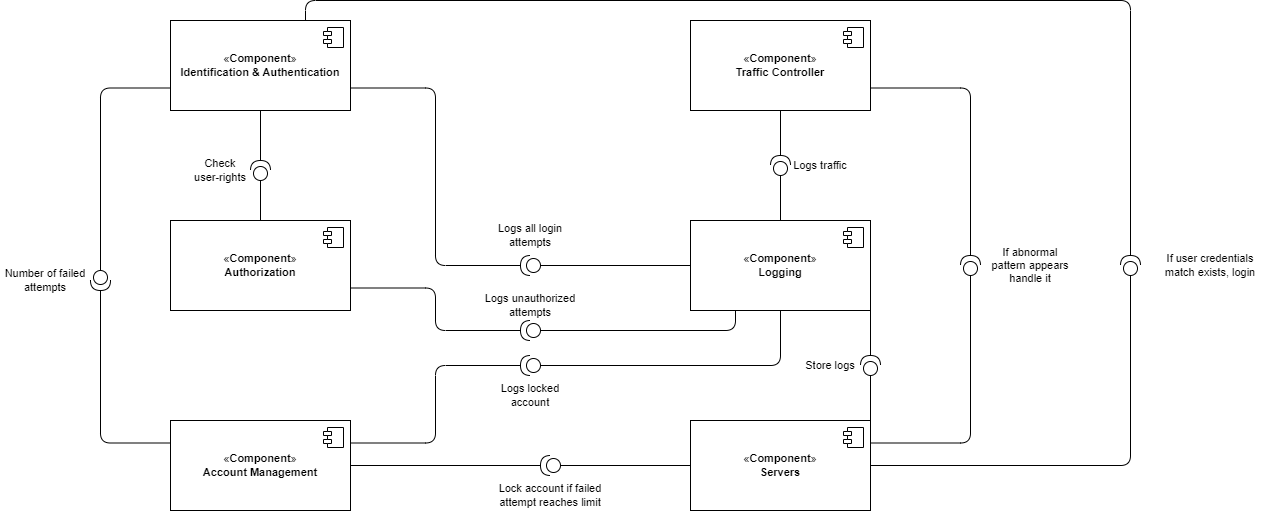 «Component»
Identification & Authentication
«Component»
Traffic Controller
Check
user-rights
Logs traffic
Logs all login
attempts
«Component»
Authorization
«Component»
Logging
If abnormal
pattern appears
handle it
If user credentials
match exists, login
Number of failed
attempts
Logs unauthorized
attempts
Store logs
Logs locked
account
«Component»
Account Management
«Component»
Servers
Lock account if failed
attempt reaches limit